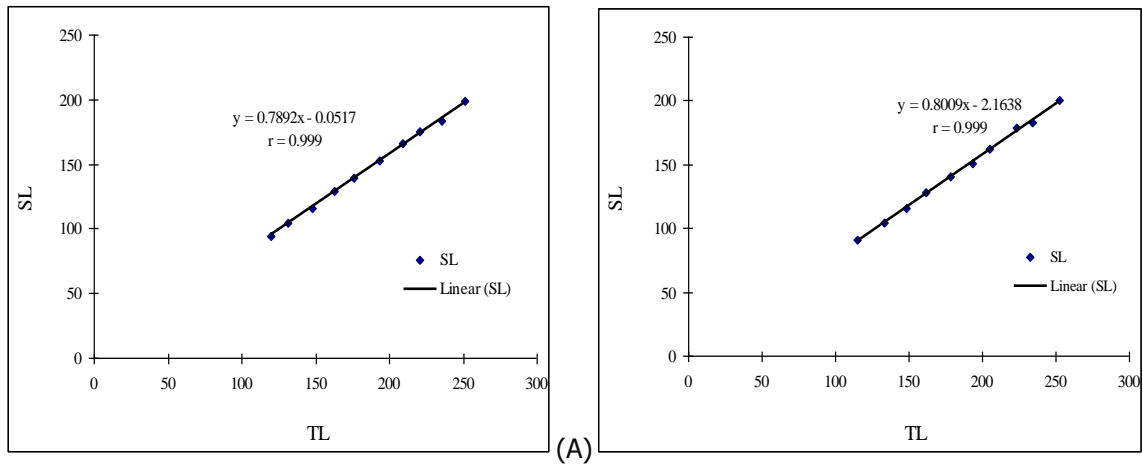 250
200
150
100
50
0
SL
y = 0.7892x - 0.0517
r = 0.999
SL
Linear (SL)
0 50 100 150 200 250 300
TL
(A)
250
200
150
100
50
0
SL
y = 0.8009x - 2.1638
r = 0.999
SL
Linear (SL)
0 50 100 150 200 250 300
TL